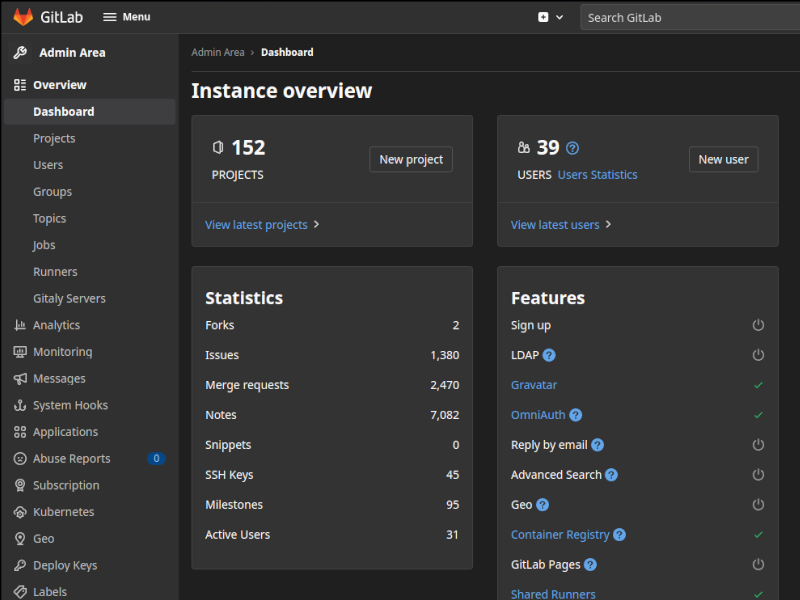 GitLab Menu Search GitLab
Admin Area
Overview
Dashboard
Projects
Users
Groups
Topics
Jobs
Runners
Gitaly Servers
Analytics
Monitoring
Messages
System Hooks
Applications
Abuse Reports 0
Subscription
Kubernetes
Geo
Deploy Keys
Labels
Admin Area › Dashboard
Instance overview
152
PROJECTS
New project
View latest projects
39
USERS Users Statistics
New user
View latest users
Statistics
Forks 2
Issues 1,380
Merge requests 2,470
Notes 7,082
Snippets 0
SSH Keys 45
Milestones 95
Active Users 31
Features
Sign up
LDAP
Gravatar
OmniAuth
Reply by email
Advanced Search
Geo
Container Registry
GitLab Pages
Shared Runners